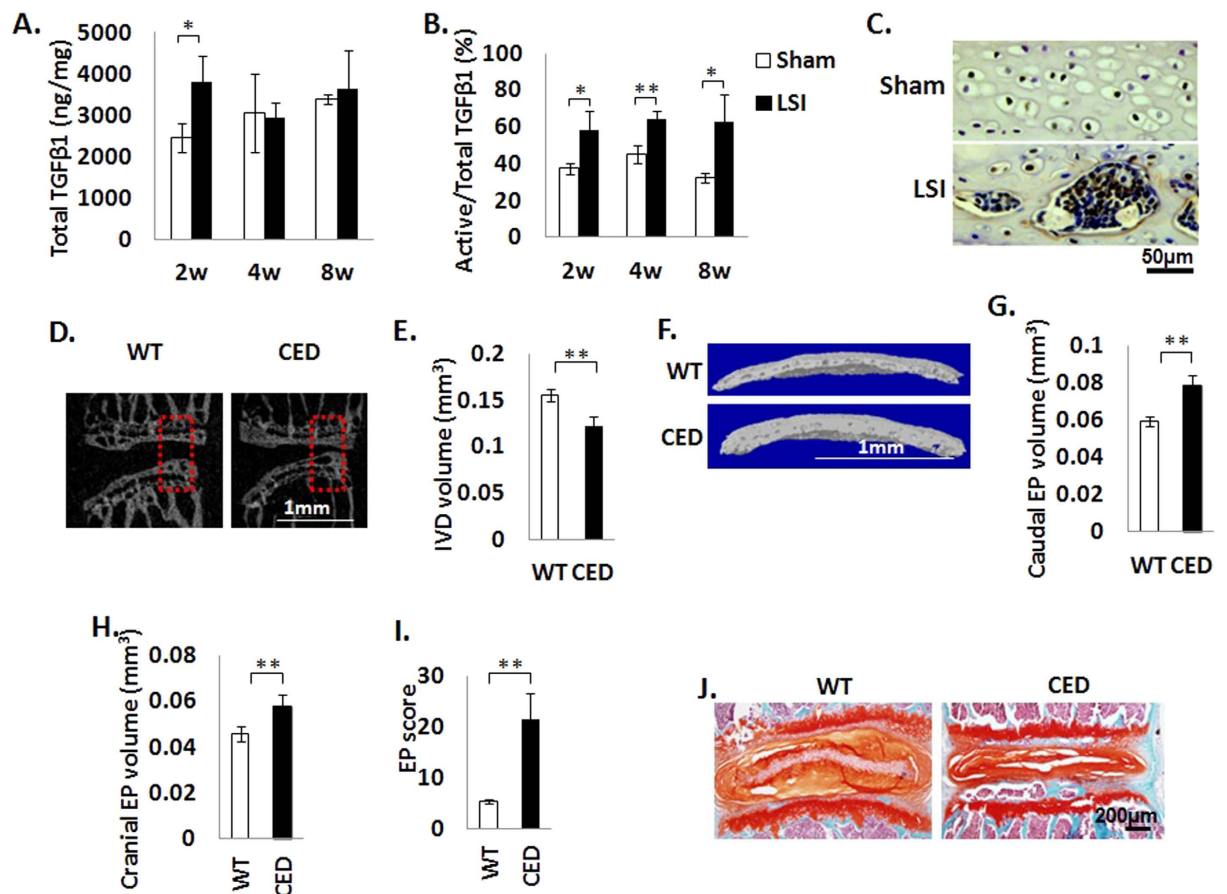 A.
Total TGFβ1 (ng/mg)
5000
4000
3000
2000
1000
0
*
2w 4w 8w
B.
Active/Total TGFβ1 (%)
100
80
60
40
20
0
* ** *
Sham
LSI
2w 4w 8w
C.
Sham
LSI
50μm
D.
WT CED
1mm
E.
IVD volume (mm³)
0.2
0.15
0.1
0.05
0
**
WT CED
F.
WT
CED
1mm
G.
Caudal EP volume (mm³)
0.1
0.08
0.06
0.04
0.02
0
**
WT CED
H.
Cranial EP volume (mm³)
0.08
0.06
0.04
0.02
0
**
WT CED
I.
EP score
30
20
10
0
**
WT CED
J.
WT CED
200μm